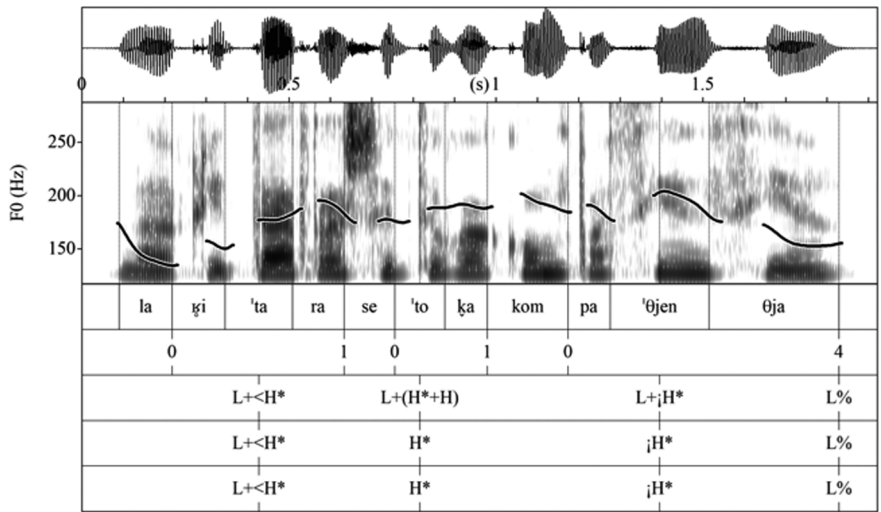 0 0.5 (s) 1 1.5
F0 (Hz)
250
200
150
la ʁ̥i ˈta ra se ˈto k̬a kom pa ˈθjen θja
0 1 0 1 0 4
L+<H* L+(H*+H) L+¡H* L%
L+<H* H* ¡H* L%
L+<H* H* ¡H* L%